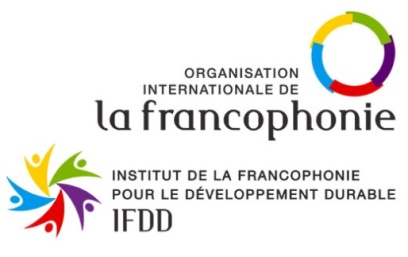 ORGANISATION
INTERNATIONALE DE
la francophonie
INSTITUT DE LA FRANCOPHONIE
POUR LE DÉVELOPPEMENT DURABLE
IFDD